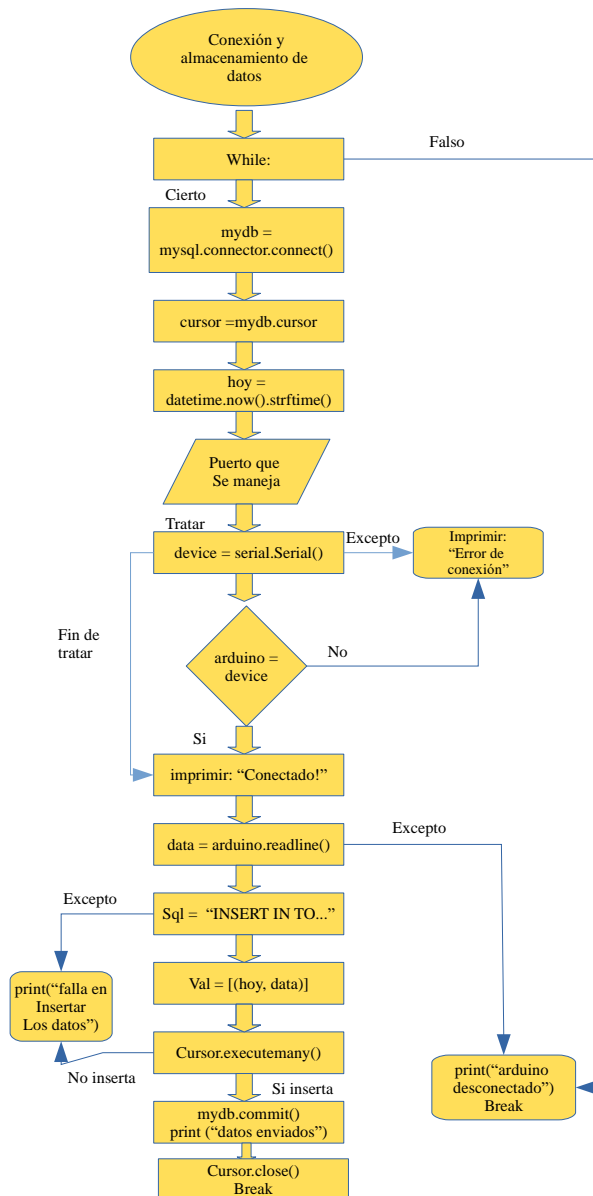 Conexión y
almacenamiento de
datos
While:
Falso
Cierto
mydb =
mysql.connector.connect()
cursor =mydb.cursor
hoy =
datetime.now().strftime()
Puerto que
Se maneja
Tratar
device = serial.Serial()
Excepto
Imprimir:
“Error de
conexión”
Fin de
tratar
arduino =
device
No
Si
imprimir: “Conectado!”
data = arduino.readline()
Excepto
Excepto
Sql =  “INSERT IN TO...”
print(“falla en
Insertar
Los datos”)
Val = [(hoy, data)]
Cursor.executemany()
No inserta
Si inserta
print(“arduino
desconectado”)
Break
mydb.commit()
print (“datos enviados”)
Cursor.close()
Break